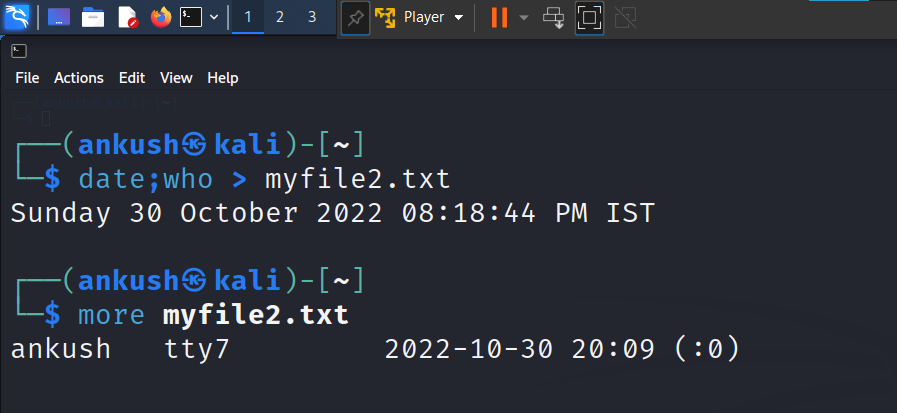 1 2 3 Player
File Actions Edit View Help
┌──(ankush㉿kali)-[~]
└─$ date;who > myfile2.txt
Sunday 30 October 2022 08:18:44 PM IST
┌──(ankush㉿kali)-[~]
└─$ more myfile2.txt
ankush   tty7         2022-10-30 20:09 (:0)